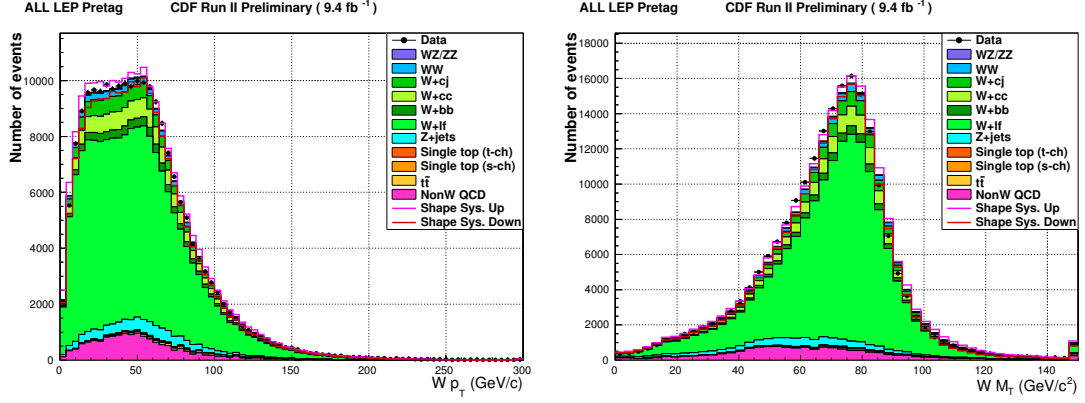 ALL LEP Pretag CDF Run II Preliminary ( 9.4 fb⁻¹)
Number of events
10000
8000
6000
4000
2000
0
0 50 100 150 200 250 300
W p_T (GeV/c)
Data
WZ/ZZ
WW
W+cj
W+cc
W+bb
W+lf
Z+jets
Single top (t-ch)
Single top (s-ch)
tt̄
NonW QCD
Shape Sys. Up
Shape Sys. Down
ALL LEP Pretag CDF Run II Preliminary ( 9.4 fb⁻¹)
Number of events
18000
16000
14000
12000
10000
8000
6000
4000
2000
0
0 20 40 60 80 100 120 140
W M_T (GeV/c²)
Data
WZ/ZZ
WW
W+cj
W+cc
W+bb
W+lf
Z+jets
Single top (t-ch)
Single top (s-ch)
tt̄
NonW QCD
Shape Sys. Up
Shape Sys. Down